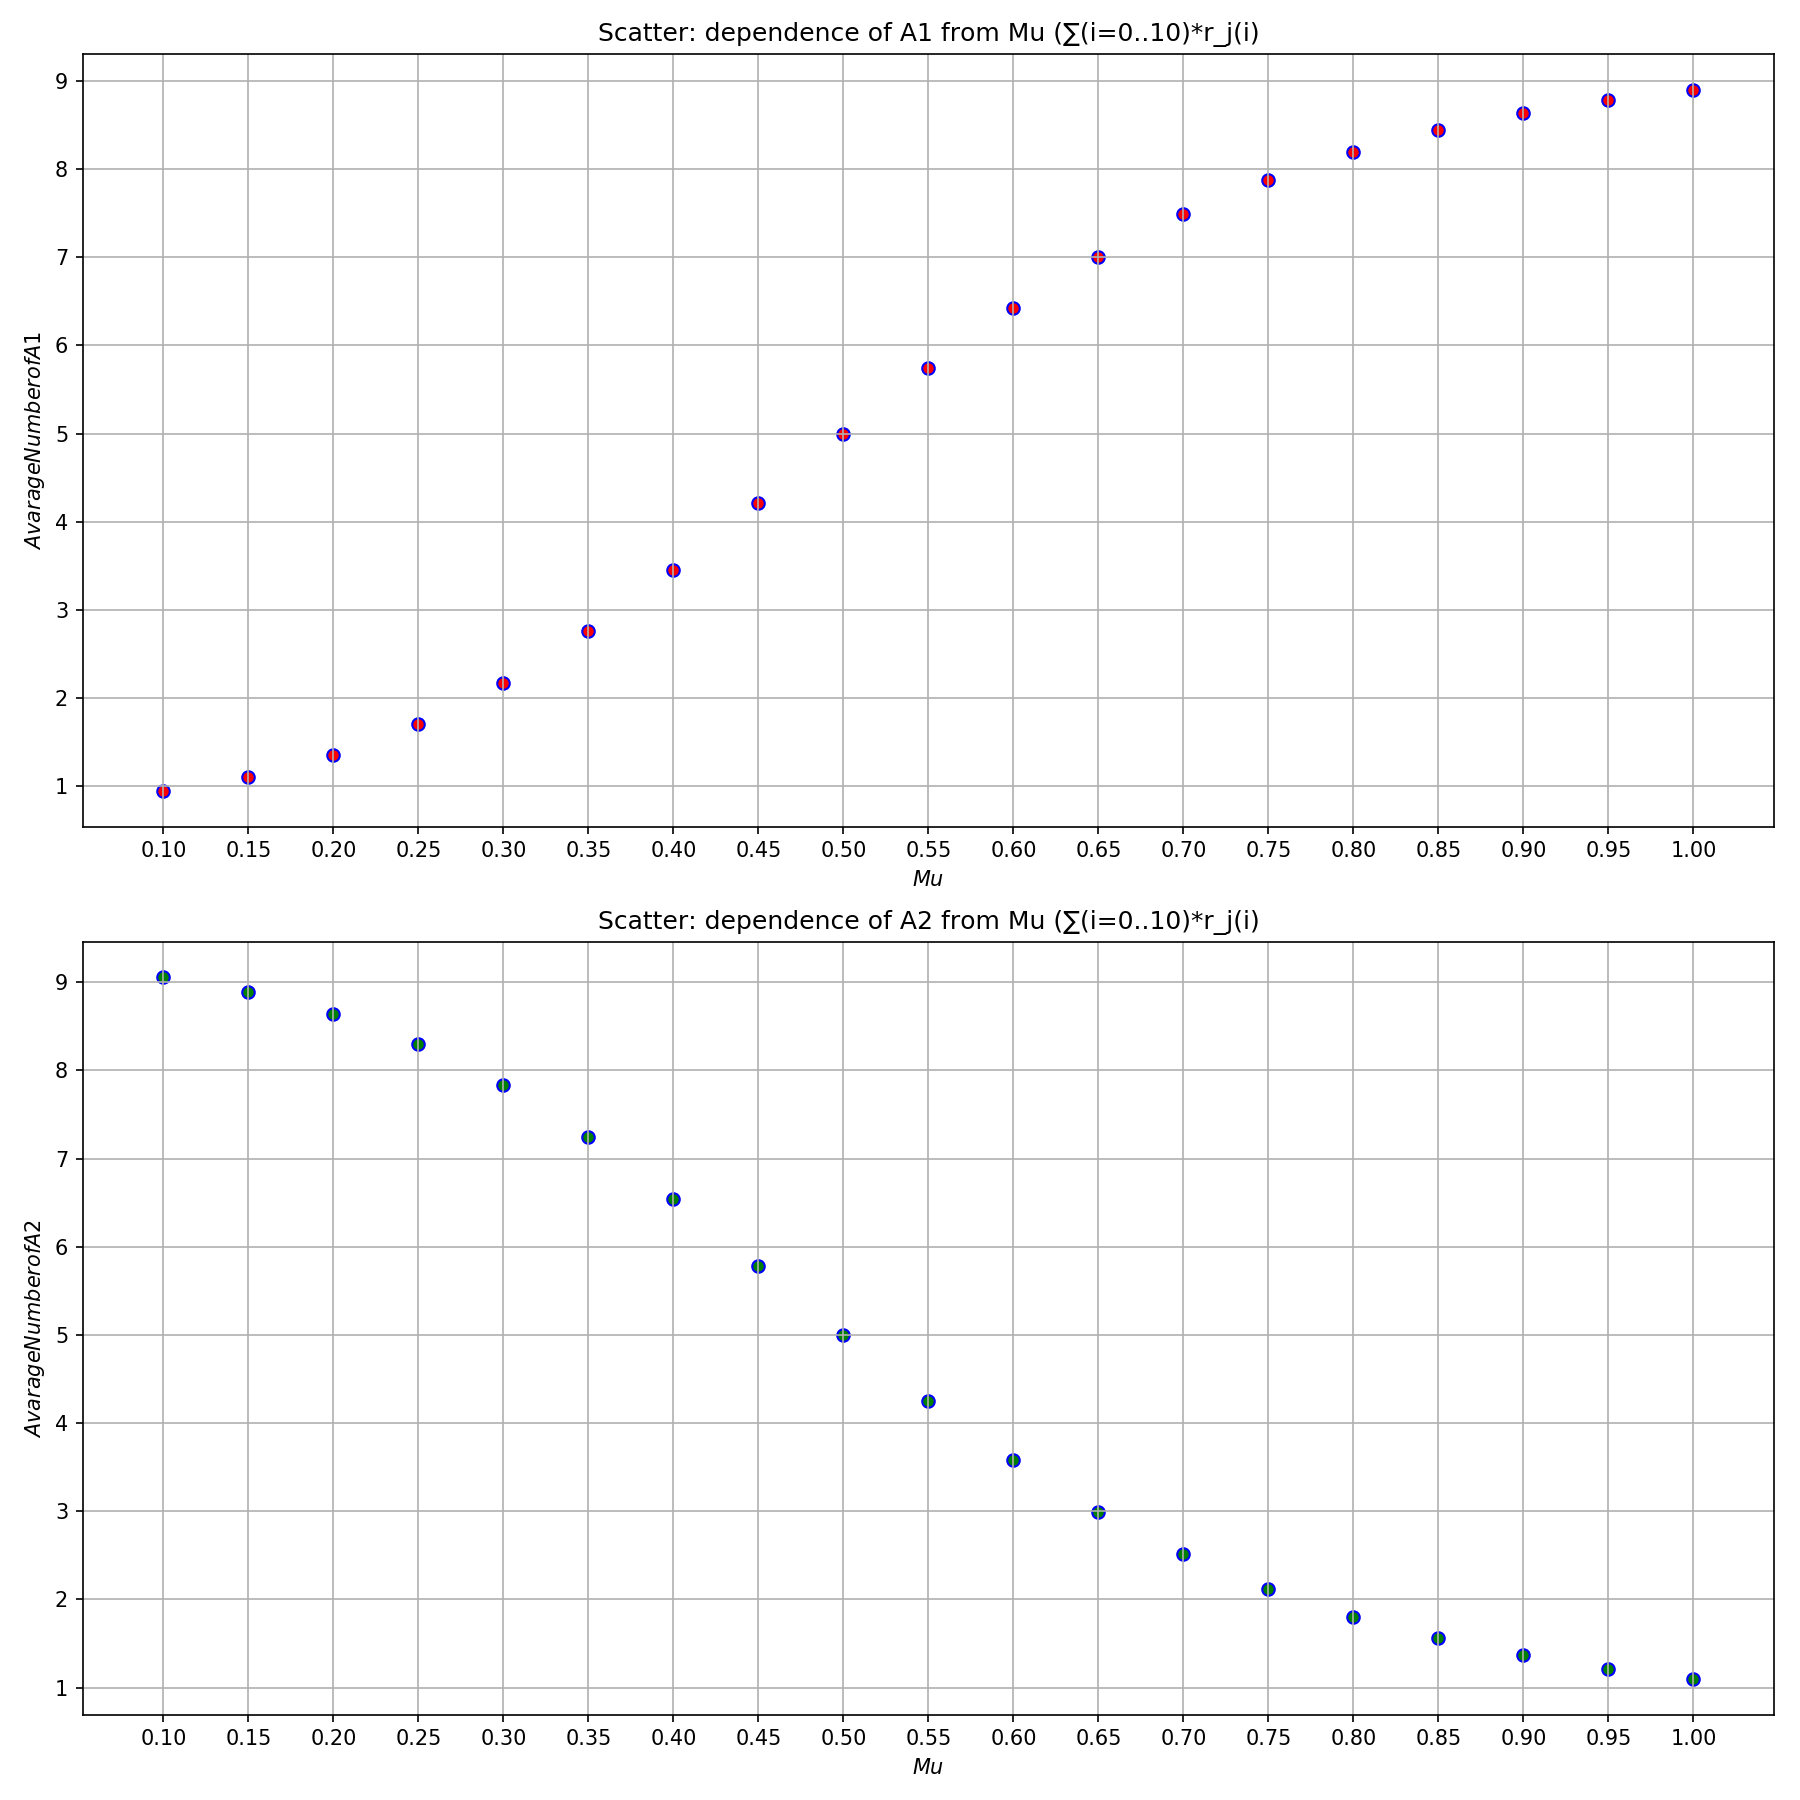 Scatter: dependence of A1 from Mu (∑(i=0..10)*r_j(i)
AvarageNumberofA1
9
8
7
6
5
4
3
2
1
0.10 0.15 0.20 0.25 0.30 0.35 0.40 0.45 0.50 0.55 0.60 0.65 0.70 0.75 0.80 0.85 0.90 0.95 1.00
Mu
Scatter: dependence of A2 from Mu (∑(i=0..10)*r_j(i)
AvarageNumberofA2
9
8
7
6
5
4
3
2
1
0.10 0.15 0.20 0.25 0.30 0.35 0.40 0.45 0.50 0.55 0.60 0.65 0.70 0.75 0.80 0.85 0.90 0.95 1.00
Mu